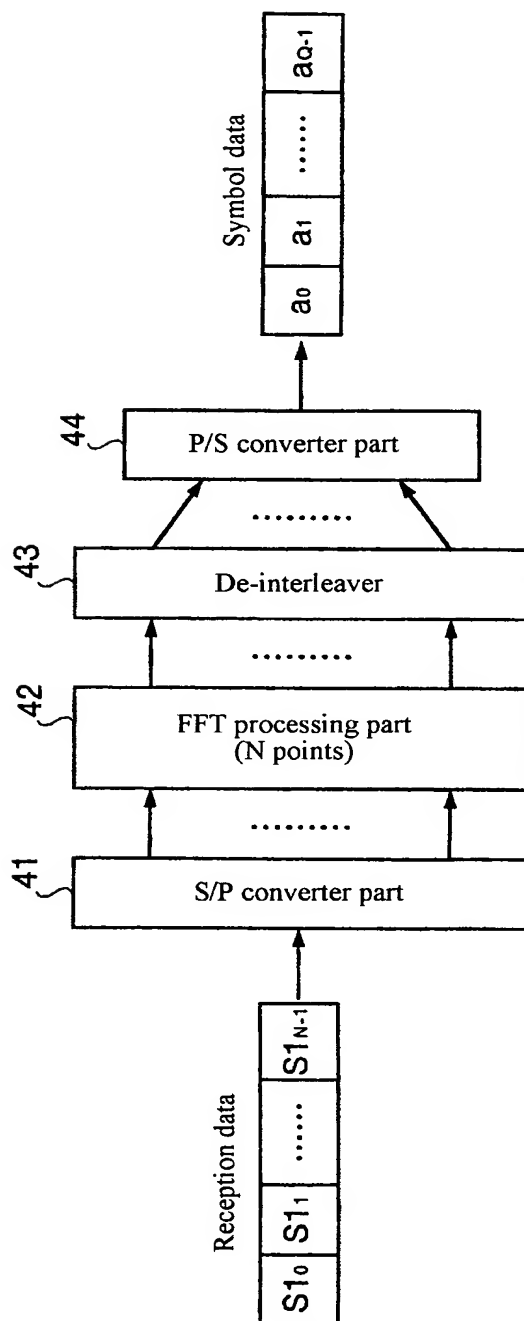 Reception data
S1₀ S1₁ ...... S1N-1
41
S/P converter part
.........
42
FFT processing part
(N points)
.........
43
De-interleaver
.........
44
P/S converter part
Symbol data
a₀ a₁ ...... aQ-1